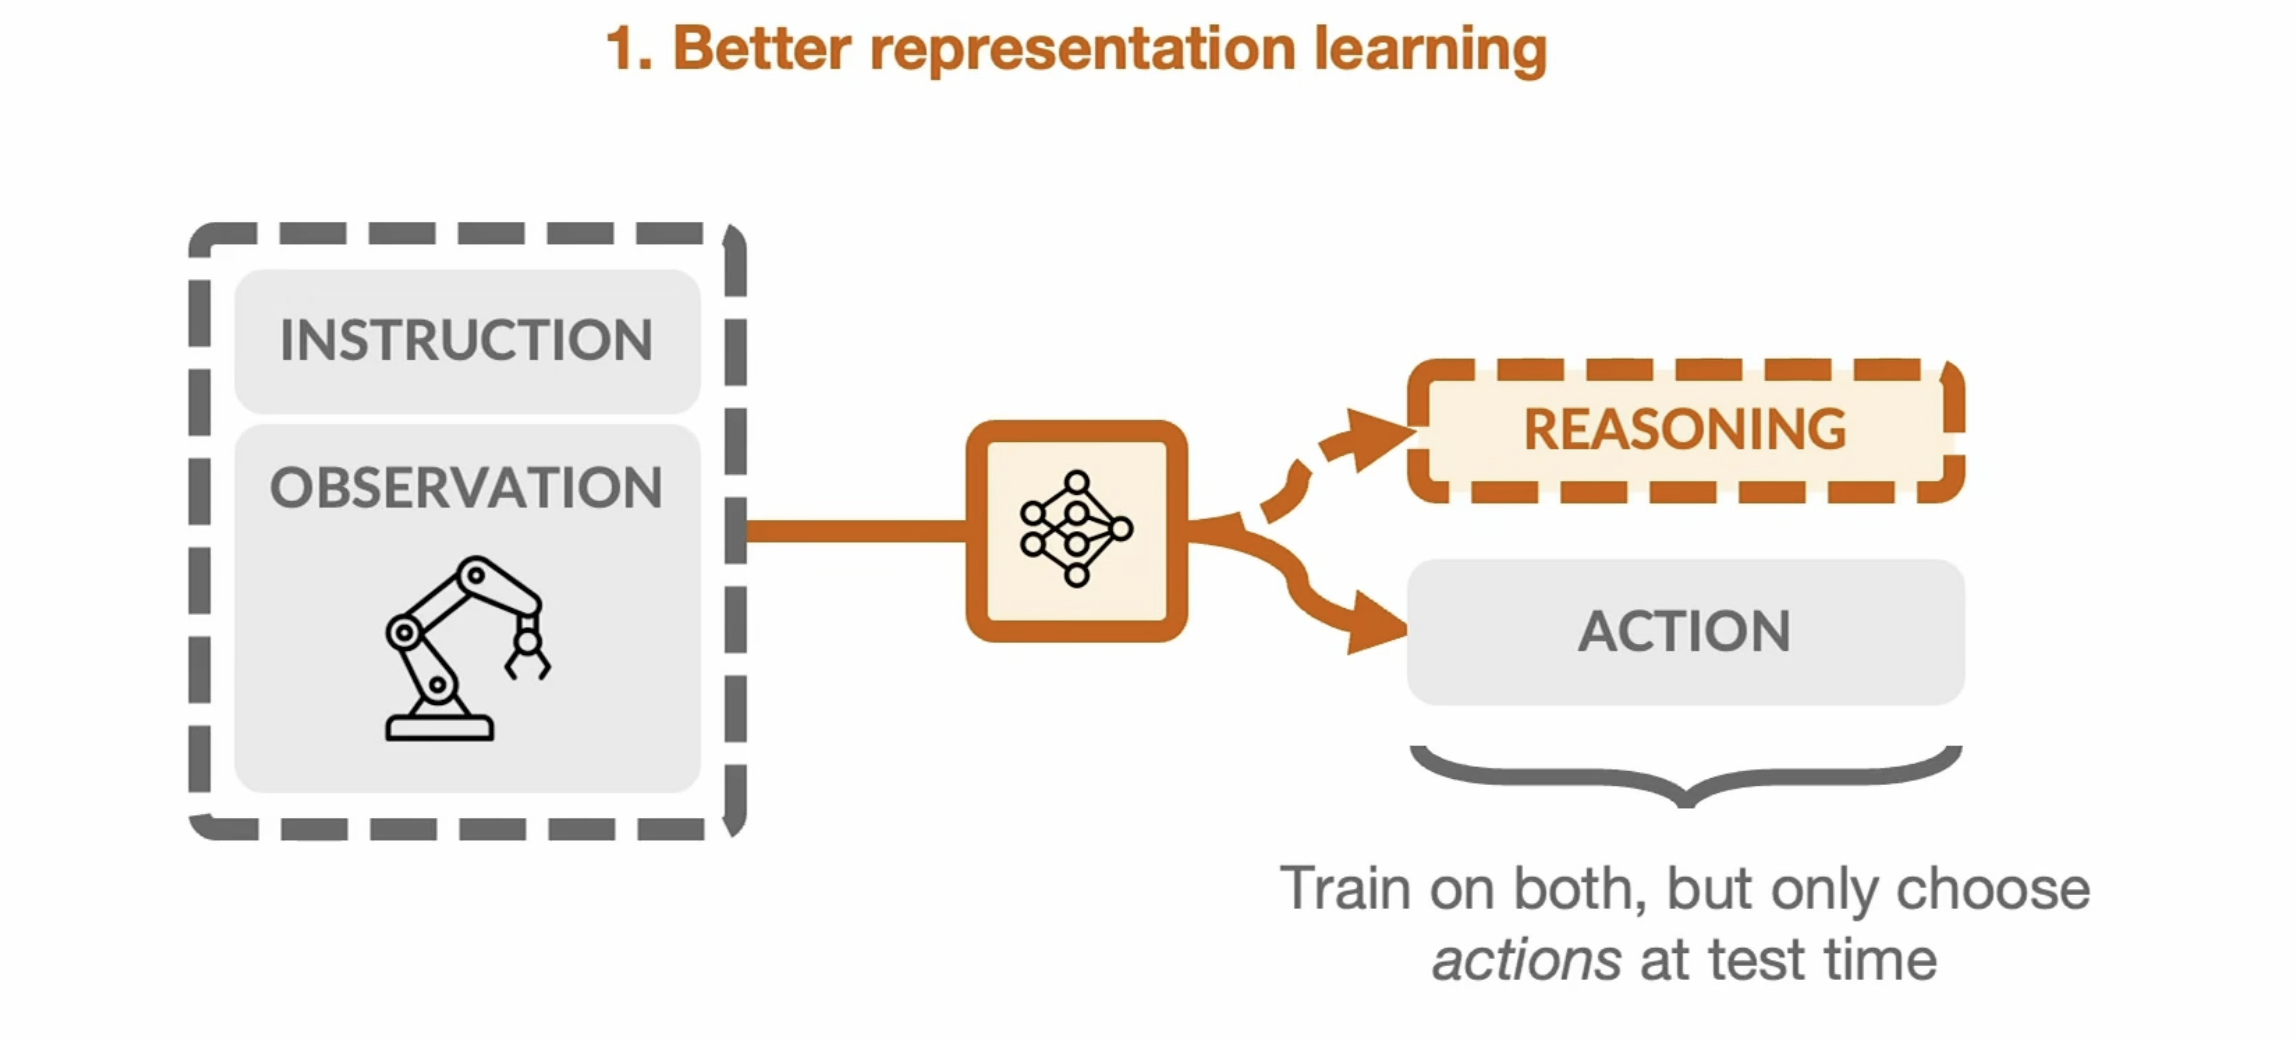 1. Better representation learning
INSTRUCTION
OBSERVATION
REASONING
ACTION
Train on both, but only choose
actions at test time